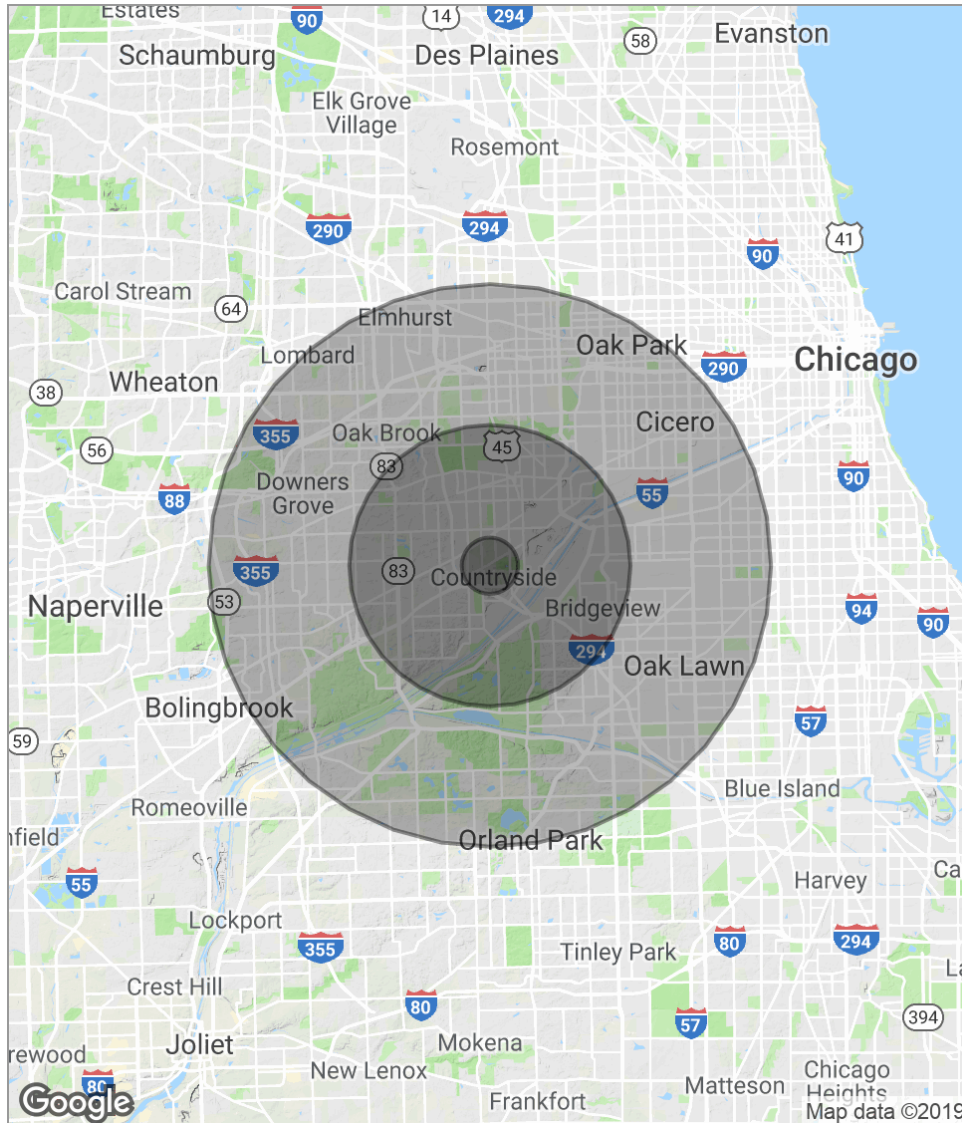 Estates
90
14
294
Evanston
Schaumburg
Des Plaines
58
Elk Grove
Village
Rosemont
290
294
41
90
Carol Stream
64
Elmhurst
Lombard
Oak Park
Chicago
290
Wheaton
38
Cicero
355
Oak Brook
45
56
83
90
Downers
Grove
88
55
355
83
Countryside
53
Naperville
Bridgeview
94
90
294
Oak Lawn
Bolingbrook
57
59
Romeoville
Blue Island
nfield
Orland Park
55
Harvey
Ca
Lockport
355
Tinley Park
80
294
La
Crest Hill
80
57
394
rewood
Joliet
Mokena
New Lenox
80
Matteson
Chicago
Heights
Google
Frankfort
Map data ©2019